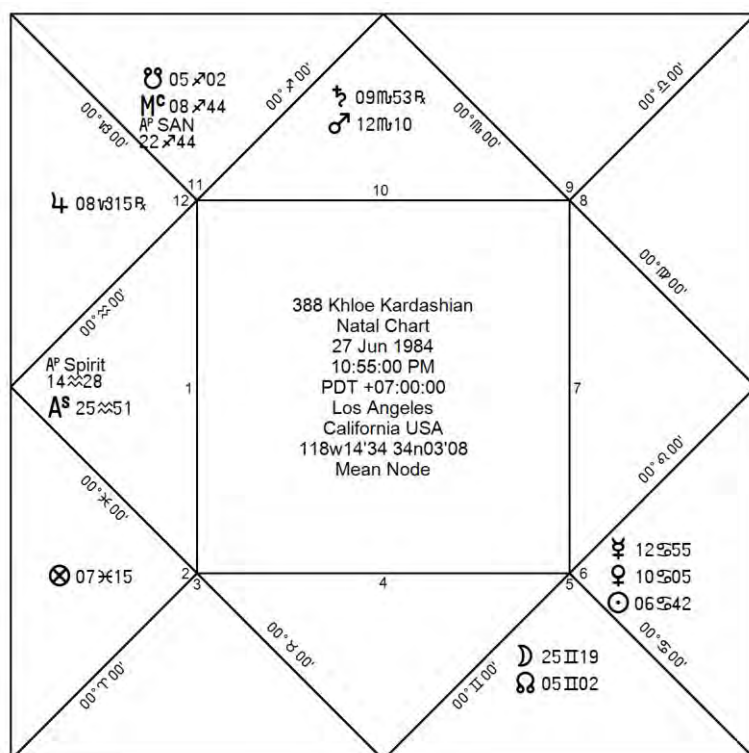 ☋ 05♐02
Mc 08♐44
AP SAN
22♐44
00°♐00'
♄ 09♏53℞
♂ 12♏10
00°♏00'
00°♎00'
00°♑00'
11
12
10
9
8
♃ 08♑15℞
00°♍00'
00°♒00'
388 Khloe Kardashian
Natal Chart
27 Jun 1984
10:55:00 PM
PDT +07:00:00
Los Angeles
California USA
118w14'34 34n03'08
Mean Node
AP Spirit
14♒28
As 25♒51
1
7
00°♌00'
00°♓00'
⊗ 07♓15
2
3
4
5
6
☿ 12♋55
♀ 10♋05
☉ 06♋42
00°♋00'
00°♈00'
00°♉00'
00°♊00'
☽ 25♊19
☊ 05♊02